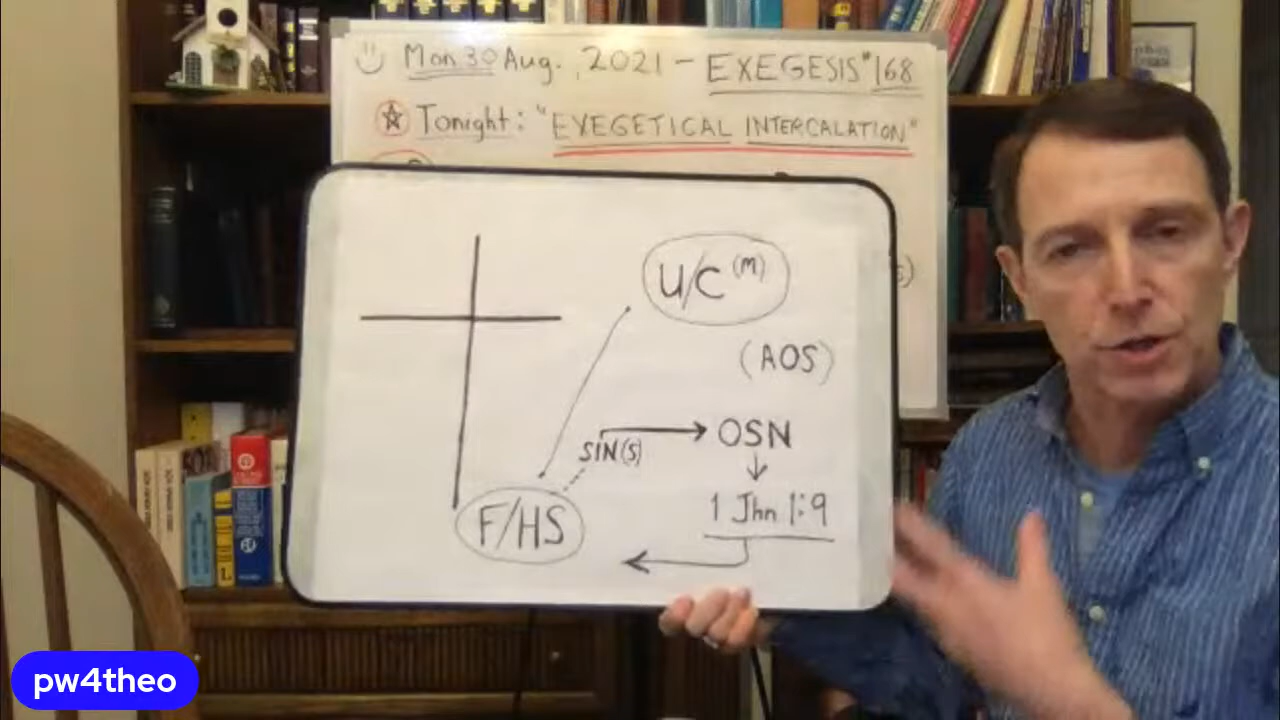 Mon 30 Aug., 2021 - EXEGESIS #168
Tonight: "EXEGETICAL INTERCALATION"
U/C (M)
(AOS)
SIN(S) → OSN
↓
1 Jhn 1:9
F/HS
pw4theo